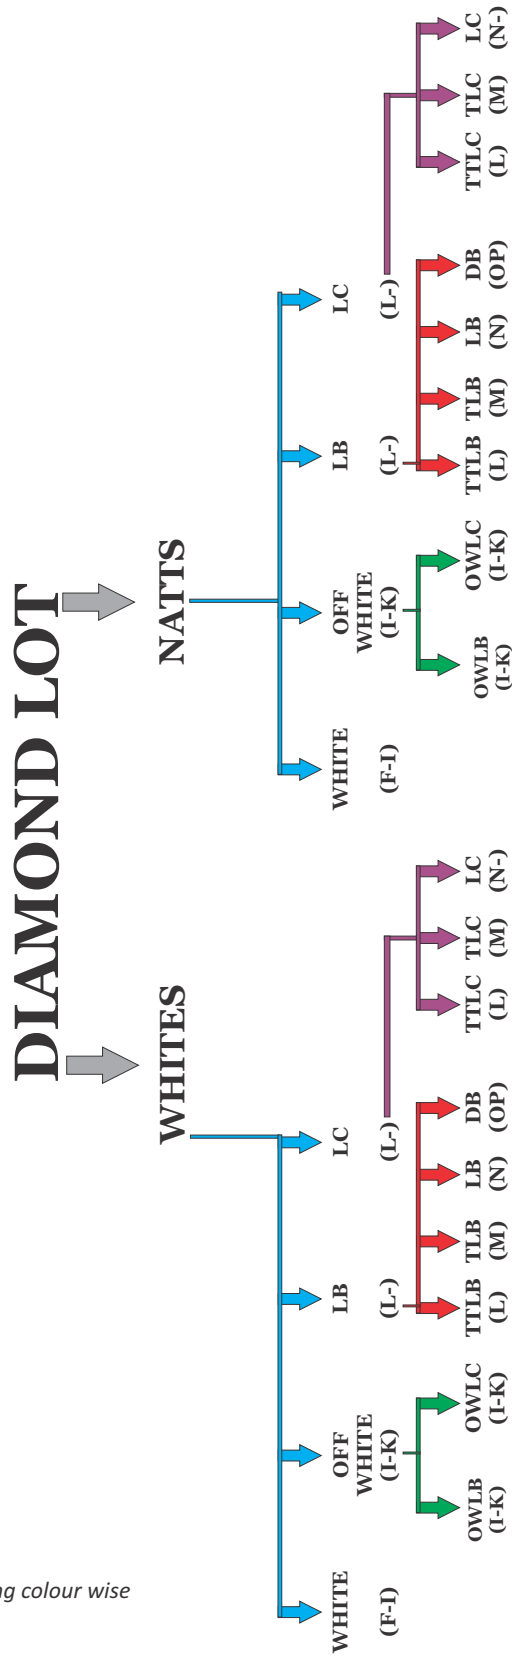 DIAMOND LOT
WHITES
NATTS
WHITE
(F-I)
OFF
WHITE
(I-K)
LB
(L-)
LC
(L-)
WHITE
(F-I)
OFF
WHITE
(I-K)
LB
(L-)
LC
(L-)
OWLB
(I-K)
OWLC
(I-K)
TTLB
(L)
TLB
(M)
LB
(N)
DB
(OP)
TTLC
(L)
TLC
(M)
LC
(N-)
OWLB
(I-K)
OWLC
(I-K)
TTLB
(L)
TLB
(M)
LB
(N)
DB
(OP)
TTLC
(L)
TLC
(M)
LC
(N-)
colour wise